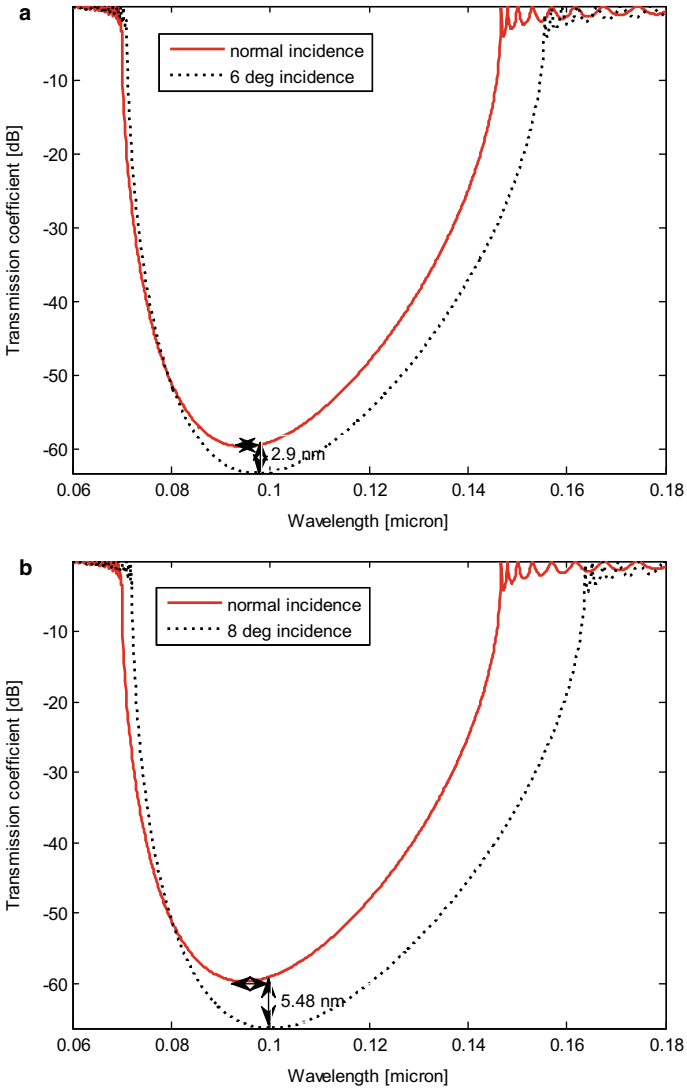 a
normal incidence
6 deg incidence
-10
-20
-30
-40
-50
-60
Transmission coefficient [dB]
2.9 nm
0.06 0.08 0.1 0.12 0.14 0.16 0.18
Wavelength [micron]
b
normal incidence
8 deg incidence
-10
-20
-30
-40
-50
-60
Transmission coefficient [dB]
5.48 nm
0.06 0.08 0.1 0.12 0.14 0.16 0.18
Wavelength [micron]